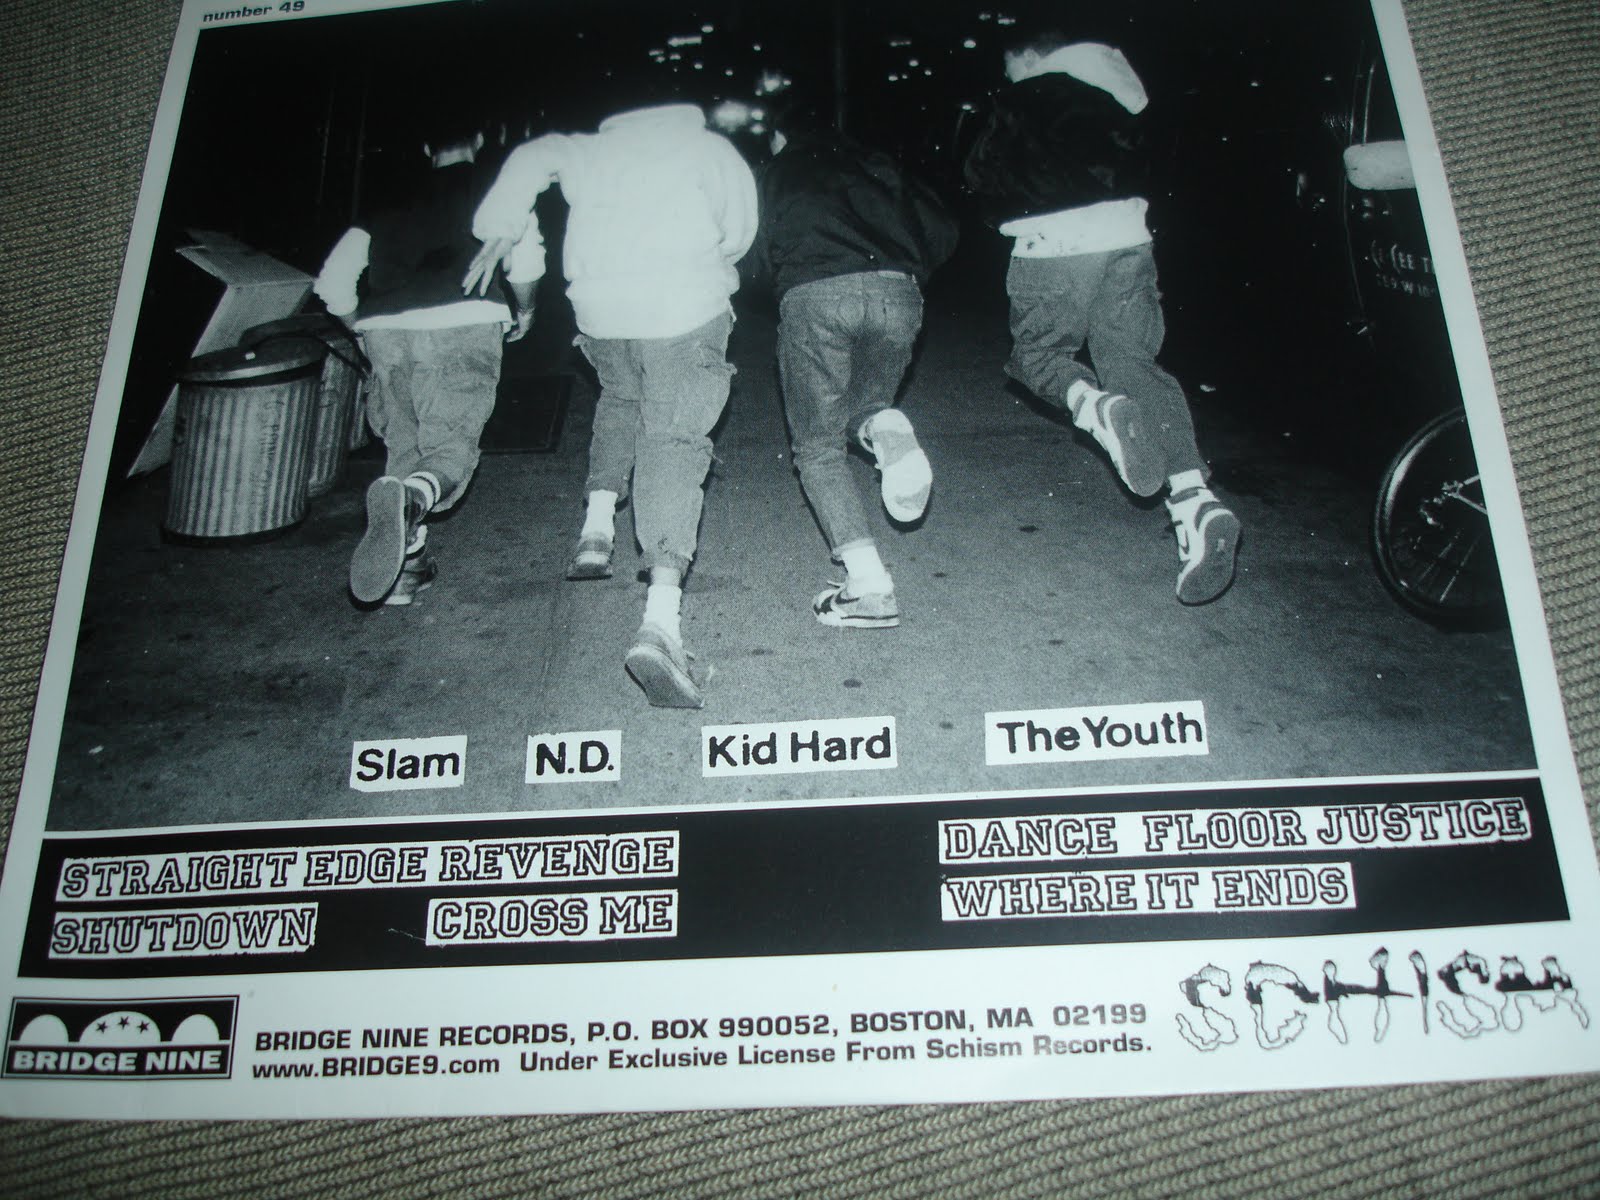 number 49
Slam N.D. Kid Hard The Youth
STRAIGHT EDGE REVENGE
SHUTDOWN CROSS ME
DANCE FLOOR JUSTICE
WHERE IT ENDS
BRIDGE NINE
BRIDGE NINE RECORDS, P.O. BOX 990052, BOSTON, MA 02199
www.BRIDGE9.com Under Exclusive License From Schism Records.
SCHISM